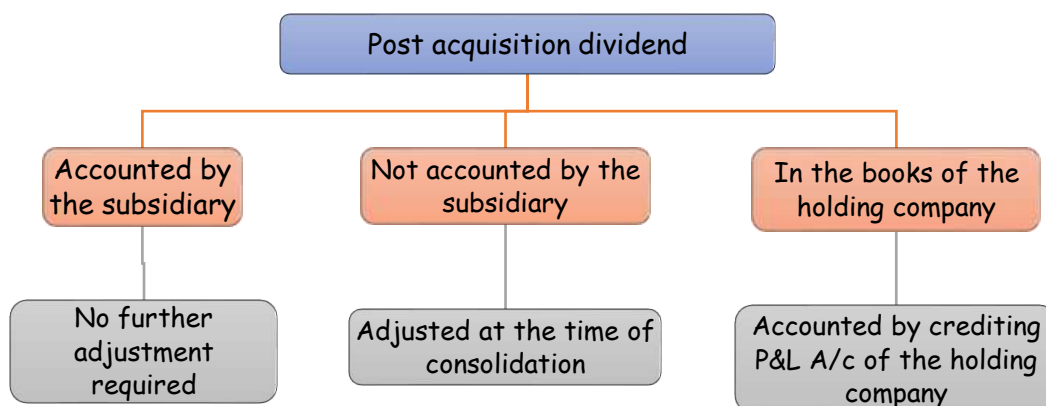 Post acquisition dividend
Accounted by
the subsidiary
Not accounted by the
subsidiary
In the books of the
holding company
No further
adjustment
required
Adjusted at the time of
consolidation
Accounted by crediting
P&L A/c of the holding
company